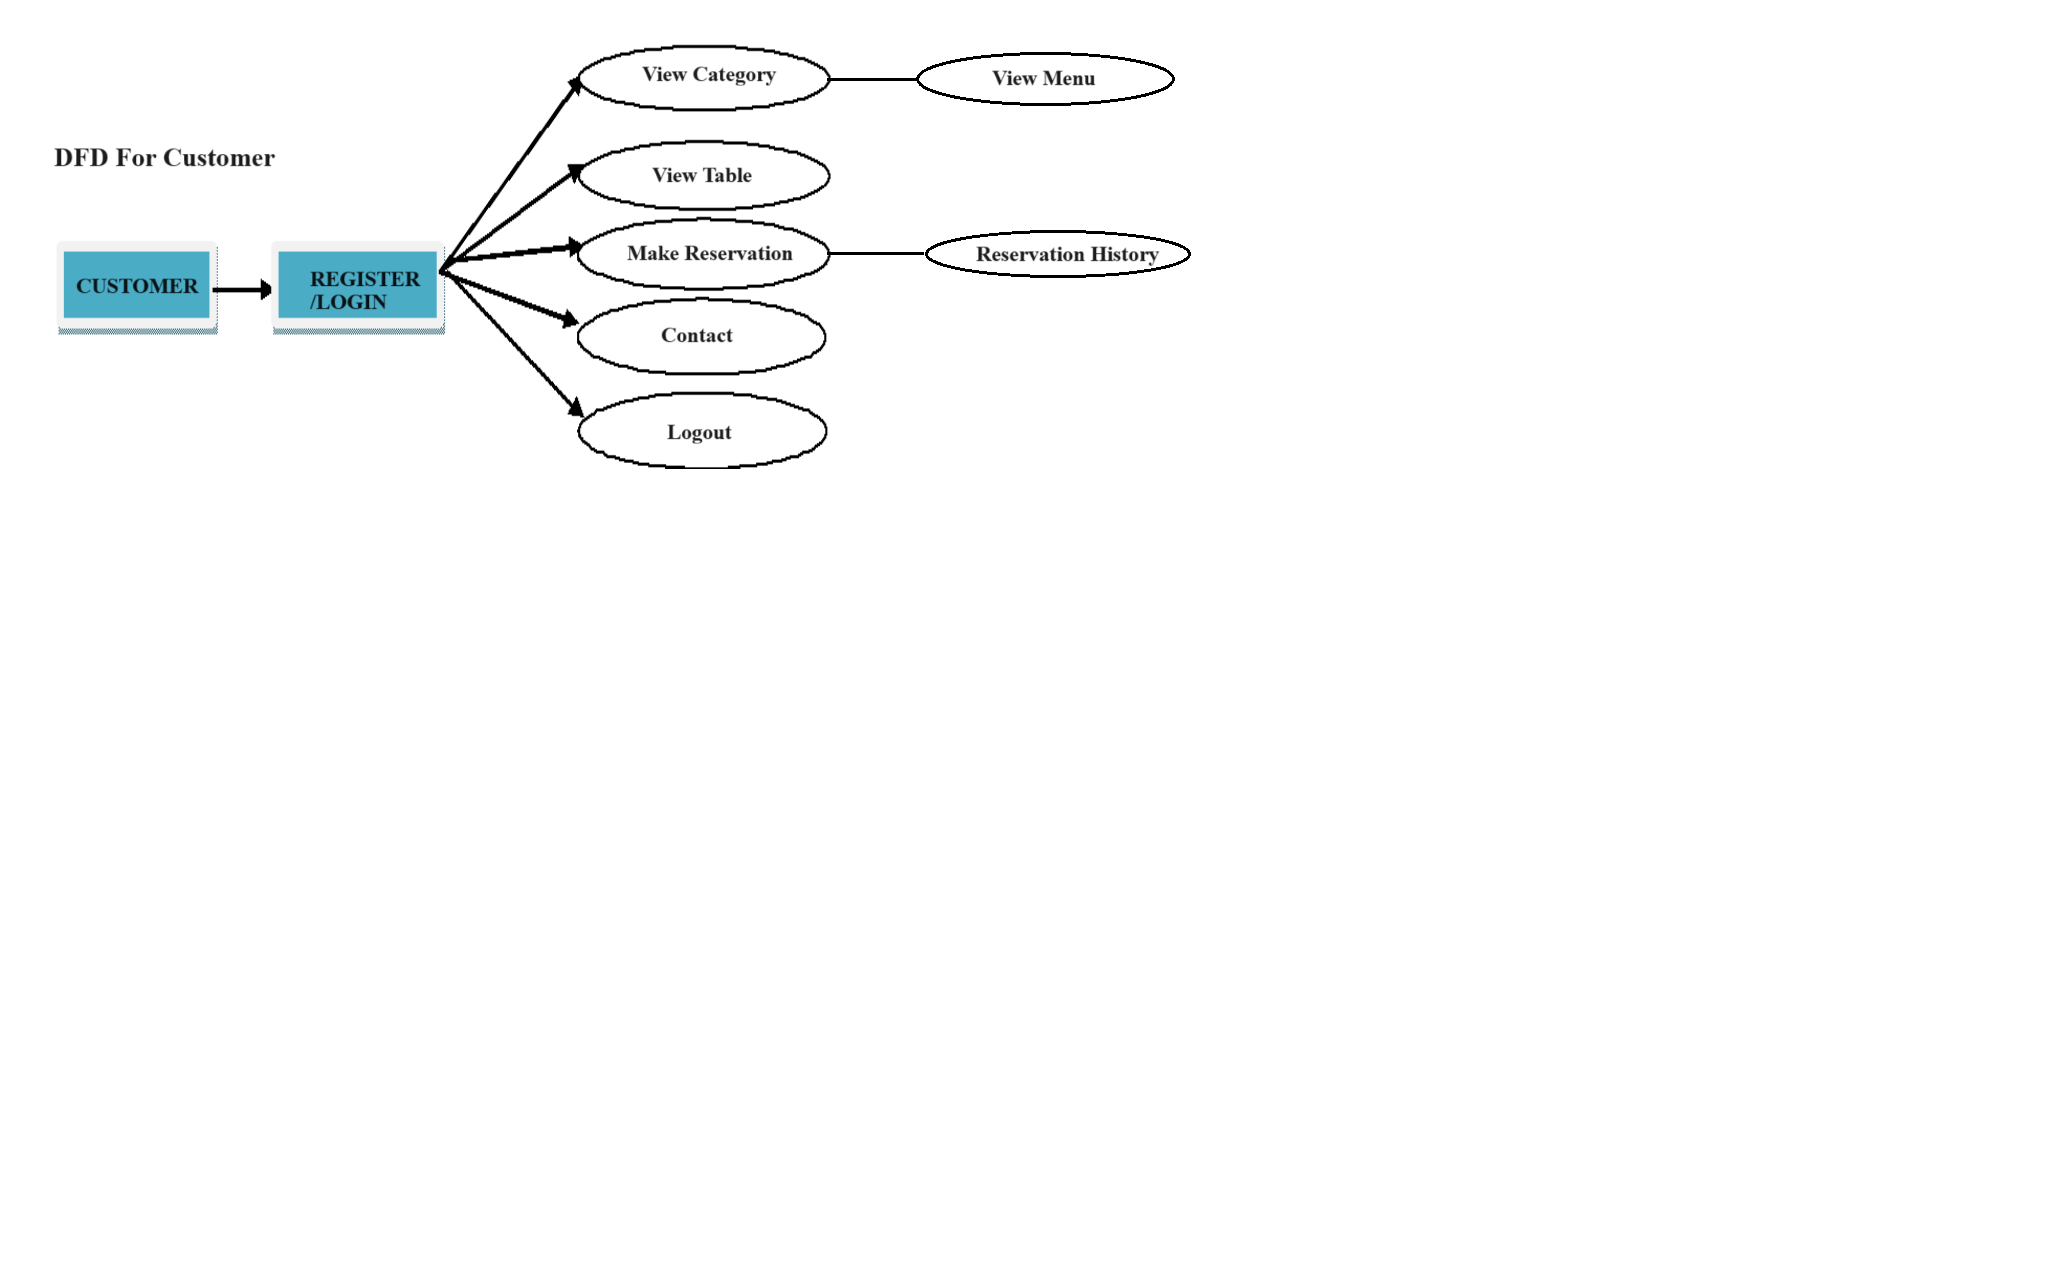 DFD For Customer
CUSTOMER
REGISTER
/LOGIN
View Category
View Menu
View Table
Make Reservation
Reservation History
Contact
Logout